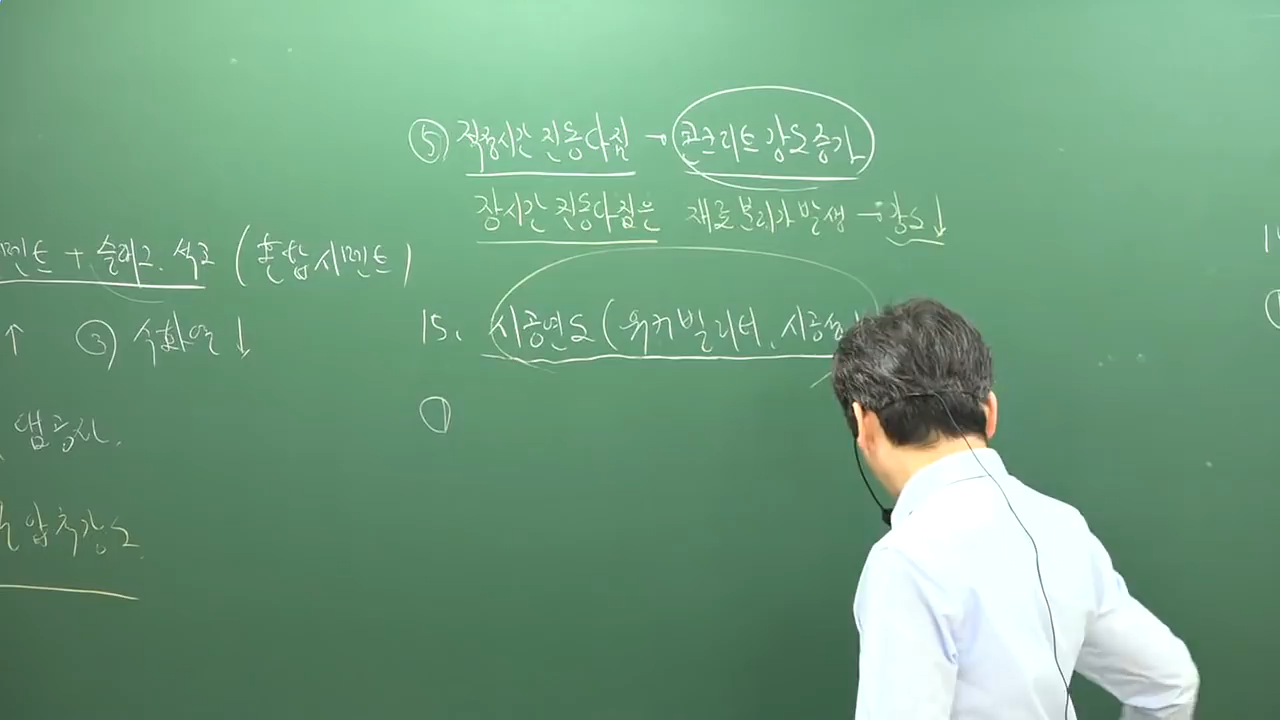 ⑤ 적정시간 진동다짐 → 콘크리트 강도증가
장시간 진동다짐은 재료분리가 발생 → 강도↓
멘트 + 슬래그. 석고 (혼합시멘트)
↑ ③ 수화열↓
압축강도.
15. 시공연도 (워커빌리티, 시공성
①